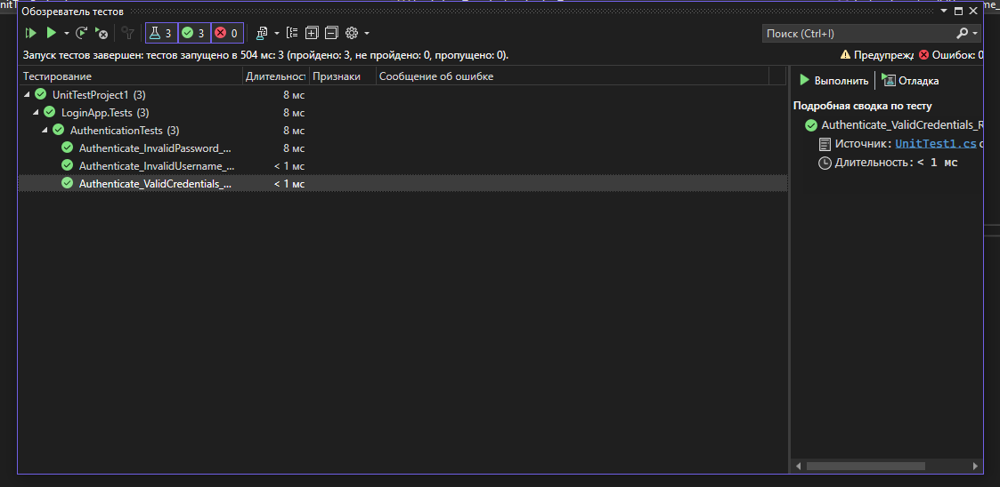 Обозреватель тестов
3 3 0
Поиск (Ctrl+I)
Запуск тестов завершен: тестов запущено в 504 мс: 3 (пройдено: 3, не пройдено: 0, пропущено: 0).
Предупрежд Ошибок: 0
Тестирование Длительност Признаки Сообщение об ошибке
UnitTestProject1 (3) 8 мс
LoginApp.Tests (3) 8 мс
AuthenticationTests (3) 8 мс
Authenticate_InvalidPassword_... 8 мс
Authenticate_InvalidUsername_... < 1 мс
Authenticate_ValidCredentials_... < 1 мс
Выполнить Отладка
Подробная сводка по тесту
Authenticate_ValidCredentials_R
Источник: UnitTest1.cs с
Длительность: < 1 мс